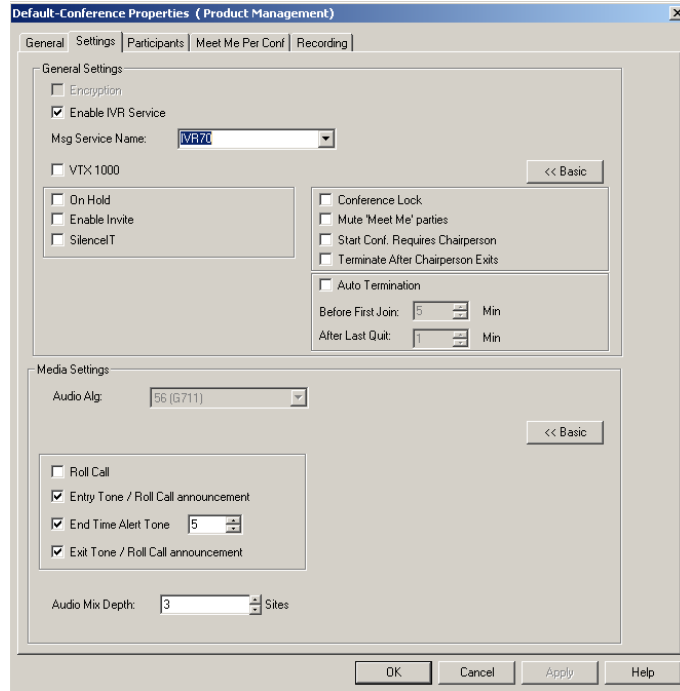 Default-Conference Properties ( Product Management)
General Settings Participants Meet Me Per Conf Recording
General Settings
Encryption
Enable IVR Service
Msg Service Name: IVR70
VTX 1000
<< Basic
On Hold
Enable Invite
SilenceIT
Conference Lock
Mute 'Meet Me' parties
Start Conf. Requires Chairperson
Terminate After Chairperson Exits
Auto Termination
Before First Join: 5 Min
After Last Quit: 1 Min
Media Settings
Audio Alg: 56 (G711)
<< Basic
Roll Call
Entry Tone / Roll Call announcement
End Time Alert Tone 5
Exit Tone / Roll Call announcement
Audio Mix Depth: 3 Sites
OK Cancel Apply Help